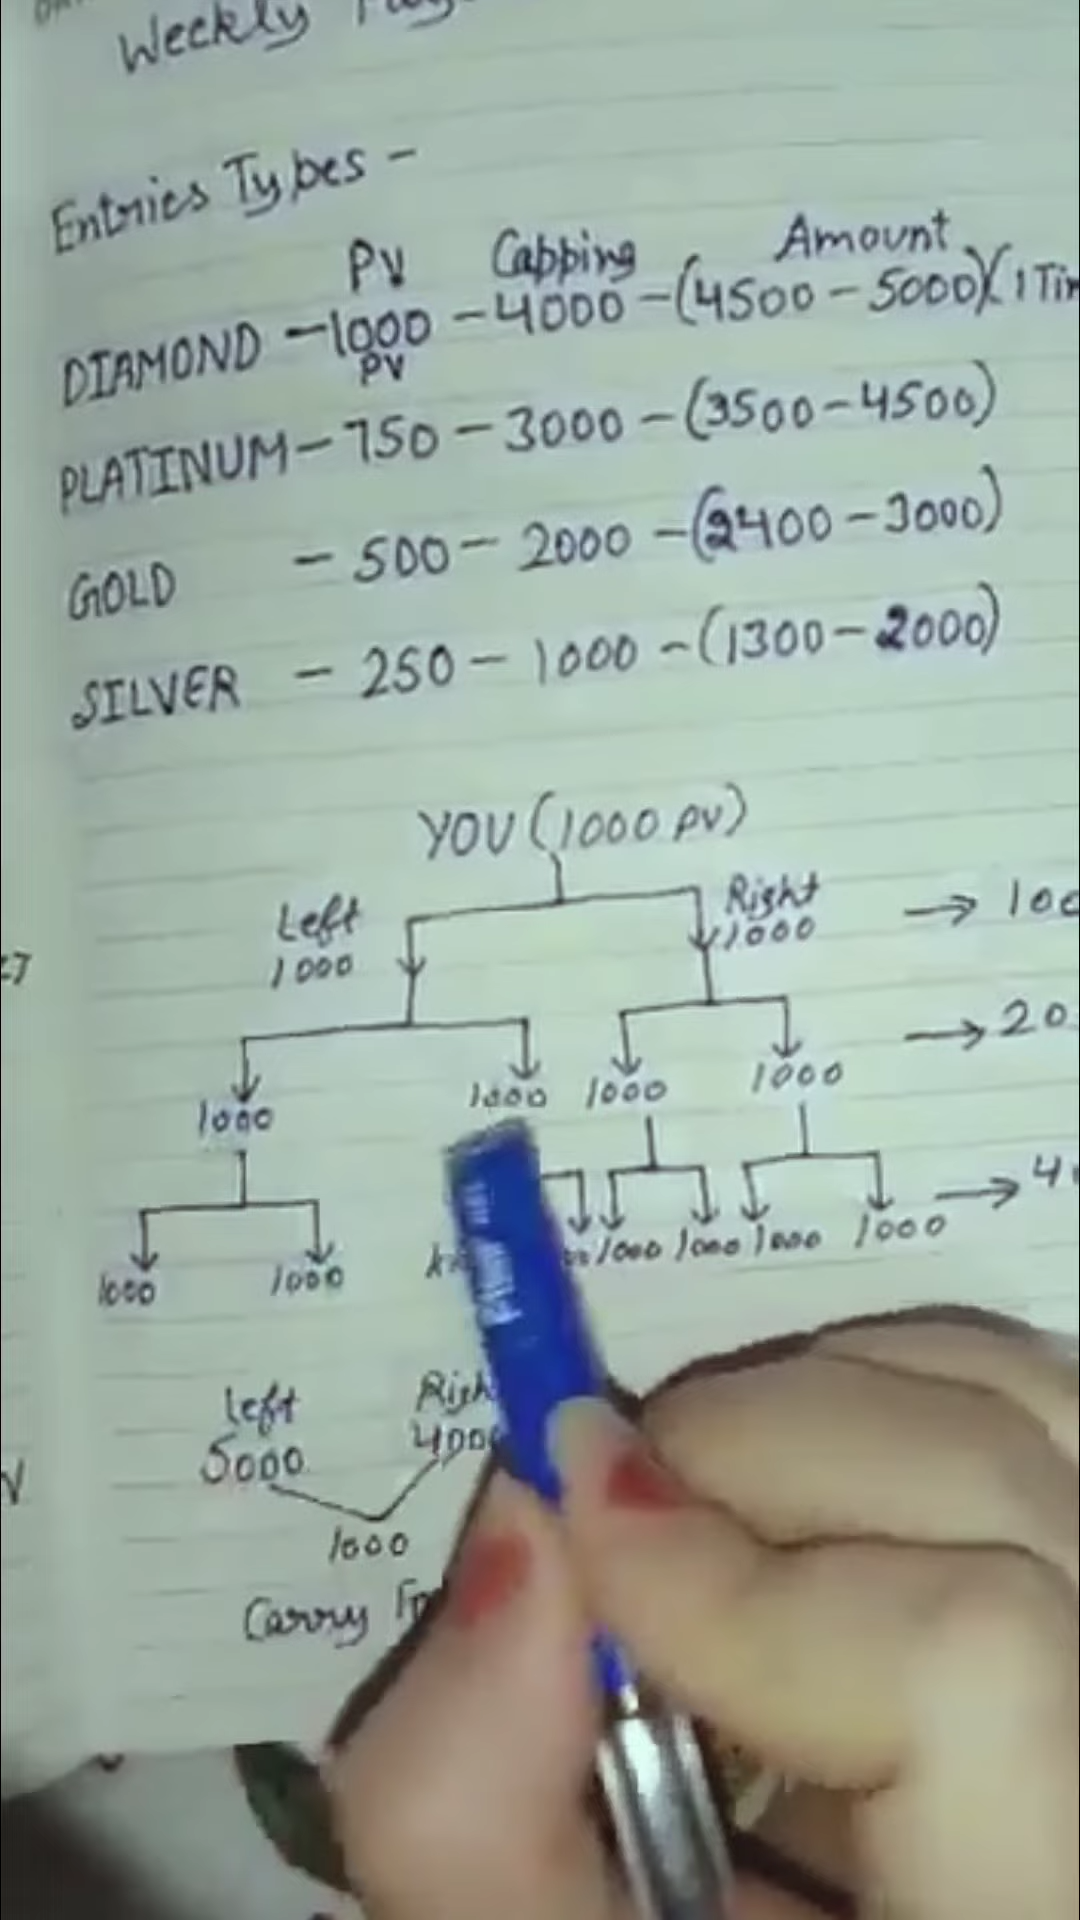 Weekly
Entries Types -
PV Capping Amount
DIAMOND - 1000 - 4000 - (4500 - 5000) (1
PV
PLATINUM - 750 - 3000 - (3500 - 4500)
GOLD - 500 - 2000 - (2400 - 3000)
SILVER - 250 - 1000 - (1300 - 2000)
YOU (1000 PV)
Left Right
1000 1000 →
→
1000 1000 1000 1000
→
1000 1000 1000 1000 1000 1000
Left
5000
1000
Carry